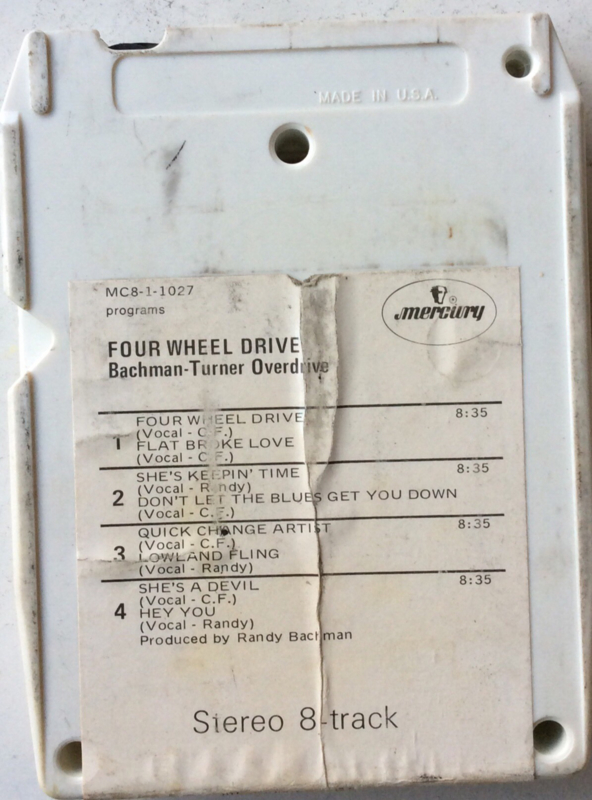 MADE IN U.S.A.
MC8-1-1027
programs
mercury
®
FOUR WHEEL DRIVE
Bachman-Turner Overdrive
1 FOUR WHEEL DRIVE 8:35
(Vocal - C.F.)
FLAT BROKE LOVE
(Vocal - C.F.)
2 SHE'S KEEPIN' TIME 8:35
(Vocal - Randy)
DON'T LET THE BLUES GET YOU DOWN
(Vocal - C.F.)
3 QUICK CHANGE ARTIST 8:35
(Vocal - C.F.)
LOWLAND FLING
(Vocal - Randy)
4 SHE'S A DEVIL 8:35
(Vocal - C.F.)
HEY YOU
(Vocal - Randy)
Produced by Randy Bachman
Stereo 8-track